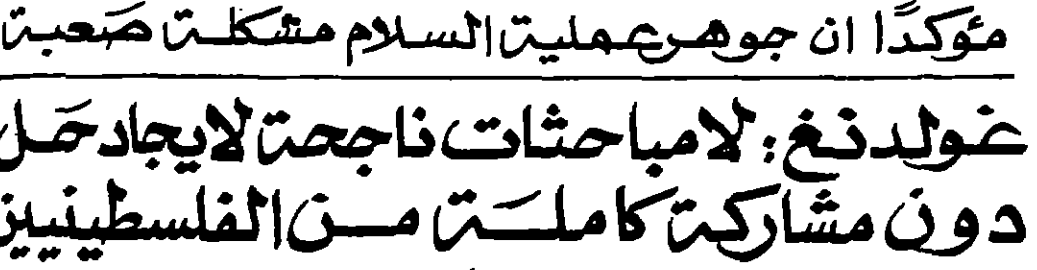 مؤكدًا ان جوهر عملية السلام مشكلة صعبة
غولدنغ: لا مباحثات ناجحة لايجاد حل
دون مشاركة كاملة من الفلسطينيين